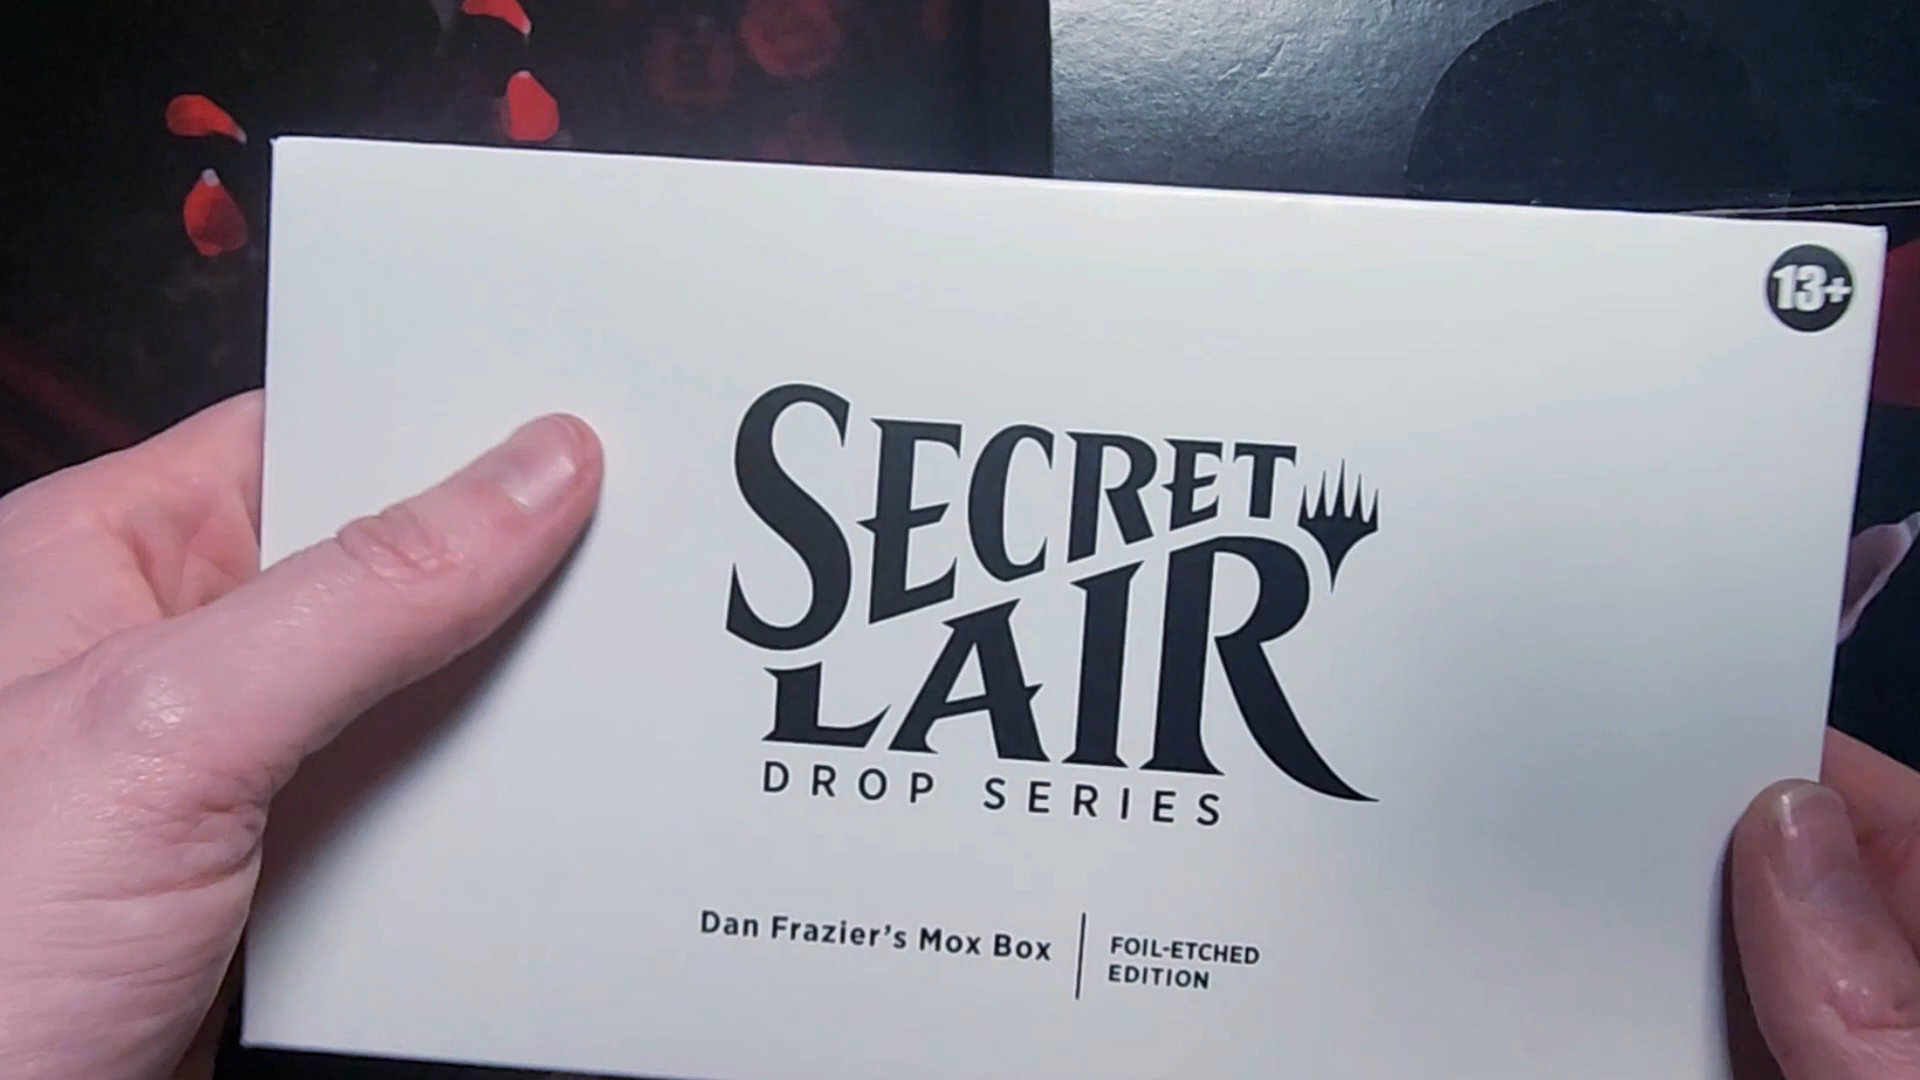 13+
SECRET
LAIR
DROP SERIES
Dan Frazier's Mox Box
FOIL-ETCHED
EDITION